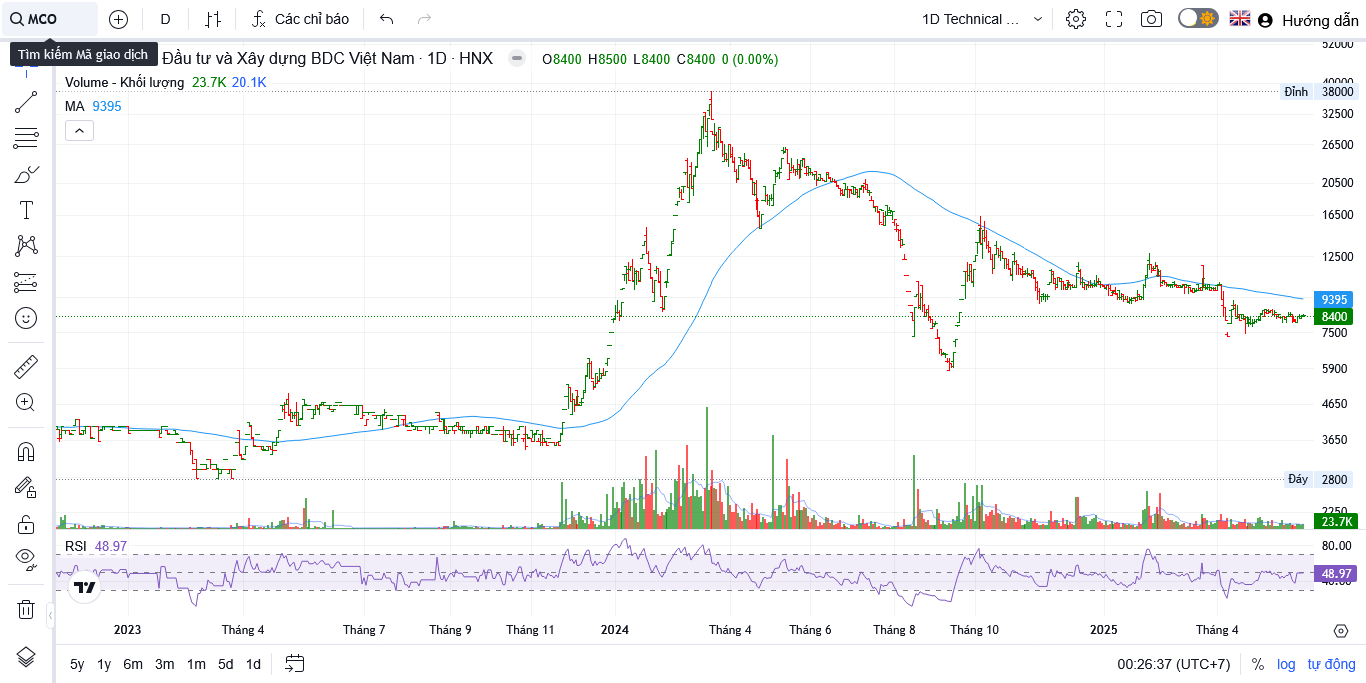 MCO D Các chỉ báo 1D Technical ... Hướng dẫn
Tìm kiếm Mã giao dịch
Đầu tư và Xây dựng BDC Việt Nam · 1D · HNX O8400 H8500 L8400 C8400 0 (0.00%)
Volume - Khối lượng 23.7K 20.1K
MA 9395
Đỉnh 38000
32500
26500
20500
16500
12500
9395
8400
7500
5900
4650
3650
Đáy 2800
23.7K
RSI 48.97
80.00
48.97
2023 Tháng 4 Tháng 7 Tháng 9 Tháng 11 2024 Tháng 4 Tháng 6 Tháng 8 Tháng 10 2025 Tháng 4
5y 1y 6m 3m 1m 5d 1d 00:26:37 (UTC+7) % log tự động